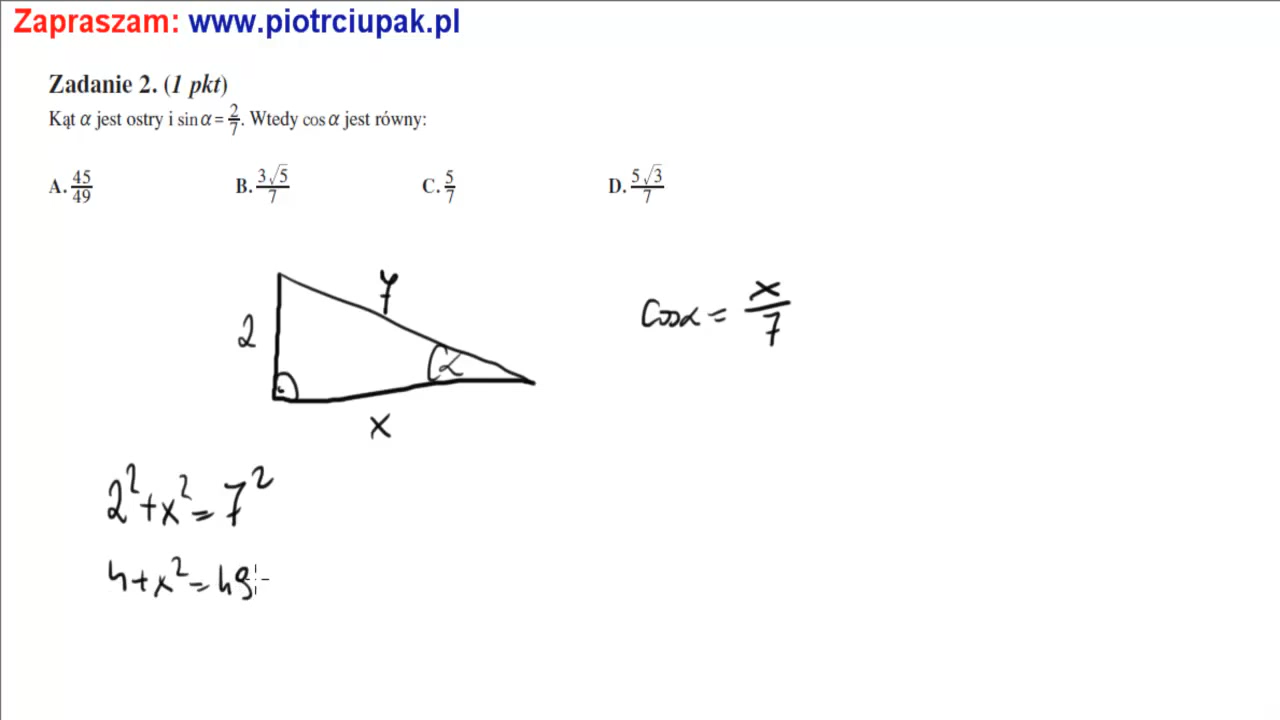 Zapraszam: www.piotrciupak.pl
Zadanie 2. (1 pkt)
Kąt α jest ostry i sin α = 2/7. Wtedy cos α jest równy:
A. 45/49 B. 3√5/7 C. 5/7 D. 5√3/7
7
2
α
x
cosα = x/7
2² + x² = 7²
4 + x² = 49